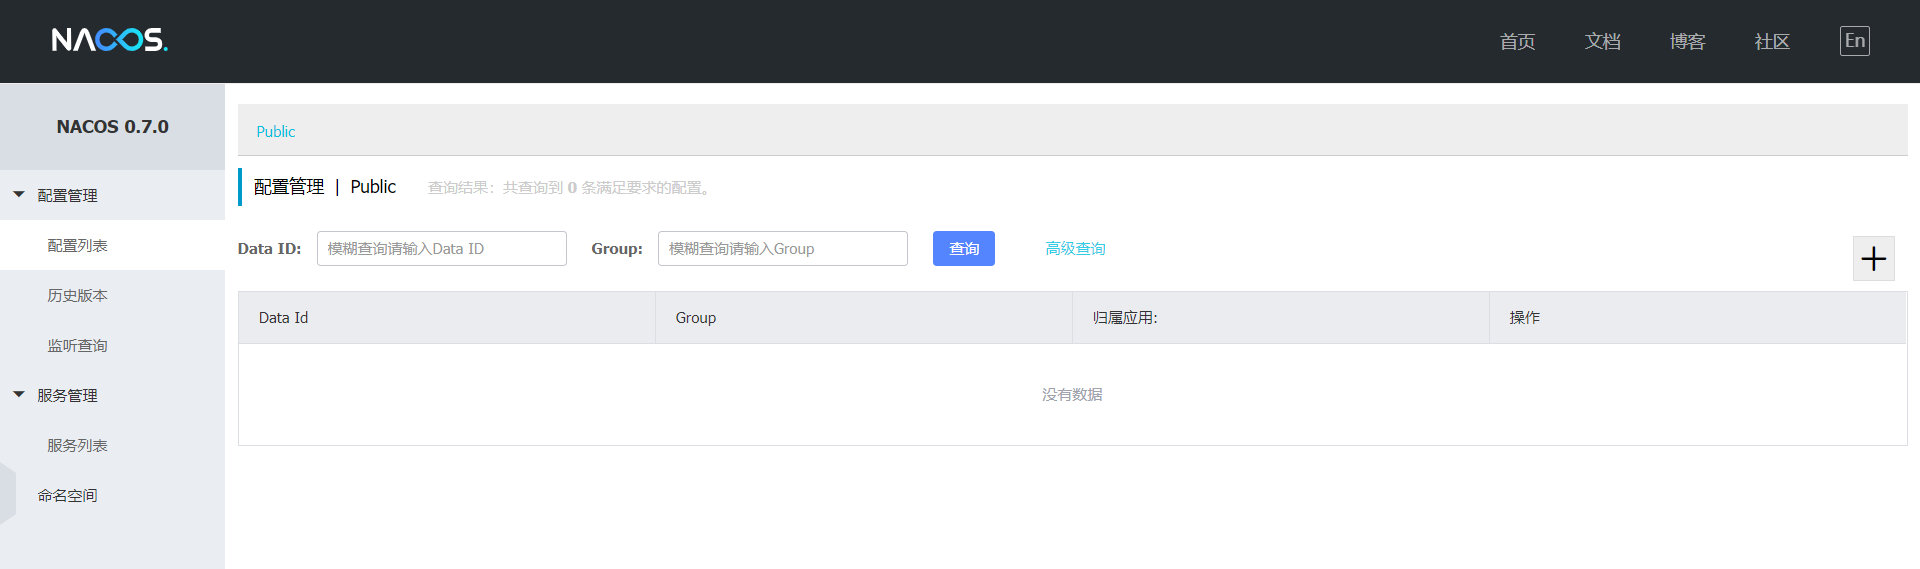 NACOS.
首页 文档 博客 社区 En
NACOS 0.7.0
配置管理
配置列表
历史版本
监听查询
服务管理
服务列表
命名空间
Public
配置管理 | Public 查询结果：共查询到 0 条满足要求的配置。
Data ID: 模糊查询请输入Data ID Group: 模糊查询请输入Group 查询 高级查询
Data Id Group 归属应用: 操作
没有数据